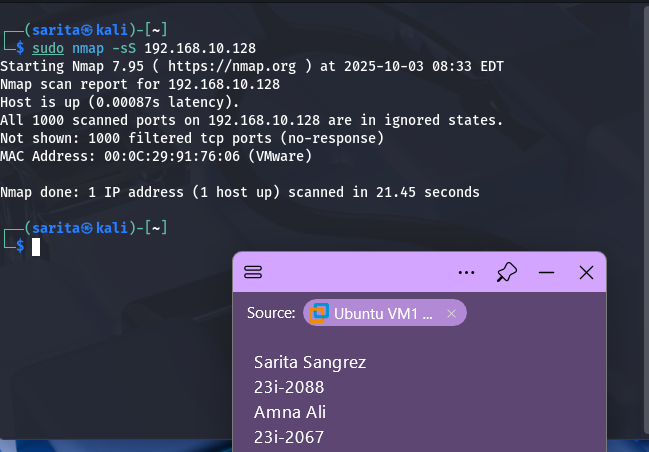 ┌──(sarita㉿kali)-[~]
└─$ sudo nmap -sS 192.168.10.128
Starting Nmap 7.95 ( https://nmap.org ) at 2025-10-03 08:33 EDT
Nmap scan report for 192.168.10.128
Host is up (0.00087s latency).
All 1000 scanned ports on 192.168.10.128 are in ignored states.
Not shown: 1000 filtered tcp ports (no-response)
MAC Address: 00:0C:29:91:76:06 (VMware)
Nmap done: 1 IP address (1 host up) scanned in 21.45 seconds
┌──(sarita㉿kali)-[~]
└─$
Source: Ubuntu VM1 ...
Sarita Sangrez
23i-2088
Amna Ali
23i-2067